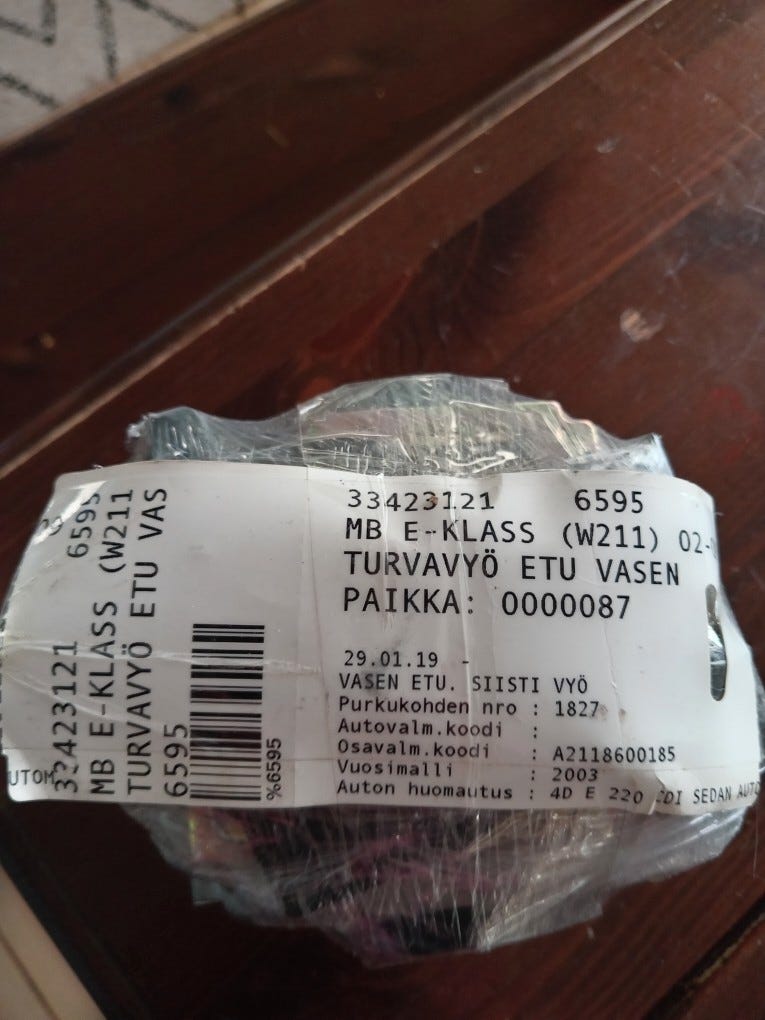 33423121 6595
MB E-KLASS (W211) 02-
TURVAVYÖ ETU VASEN
PAIKKA: 0000087
29.01.19 -
VASEN ETU. SIISTI VYÖ
Purkukohden nro : 1827
Autovalm.koodi :
Osavalm.koodi : A2118600185
Vuosimalli : 2003
Auton huomautus : 4D E 220 CDI SEDAN AUTO
33423121 6595
MB E-KLASS (W211
TURVAVYÖ ETU VAS
6595
%6595
UTOM